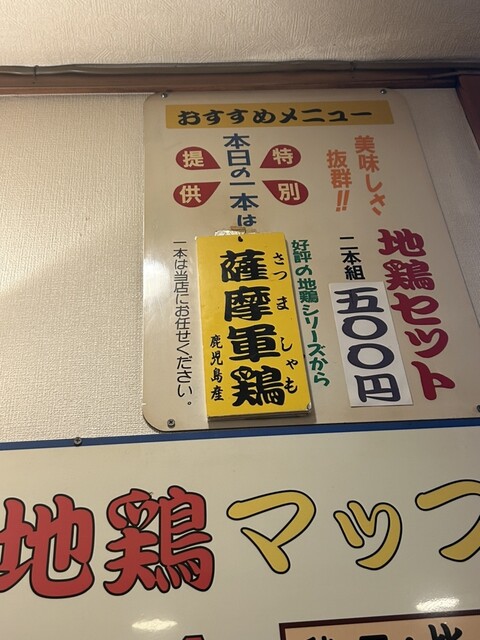 おすすめメニュー
美味しさ
抜群!!
地鶏セット
二本組
五〇〇円
特別
提供
本日の一本は
好評の地鶏シリーズから
さつましゃも
薩摩軍鶏
鹿児島産
一本は当店にお任せください。
地鶏マップ